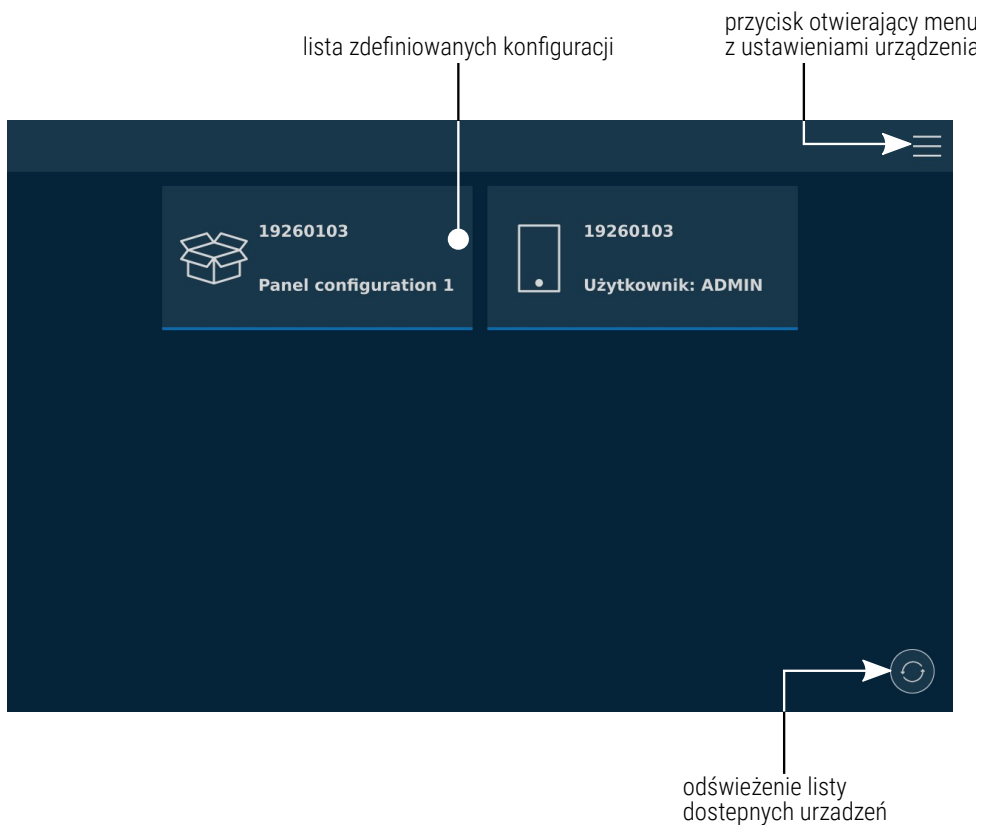 przycisk otwierający menu
z ustawieniami urządzenia
lista zdefiniowanych konfiguracji
19260103
Panel configuration 1
19260103
Użytkownik: ADMIN
odświeżenie listy
dostepnych urzadzeń